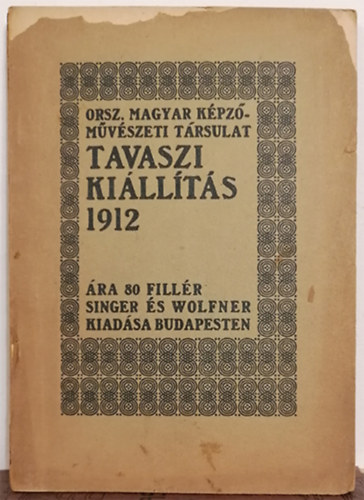 ORSZ. MAGYAR KÉPZŐ-
MŰVÉSZETI TÁRSULAT
TAVASZI
KIÁLLÍTÁS
1912
ÁRA 80 FILLÉR
SINGER ÉS WOLFNER
KIADÁSA BUDAPESTEN